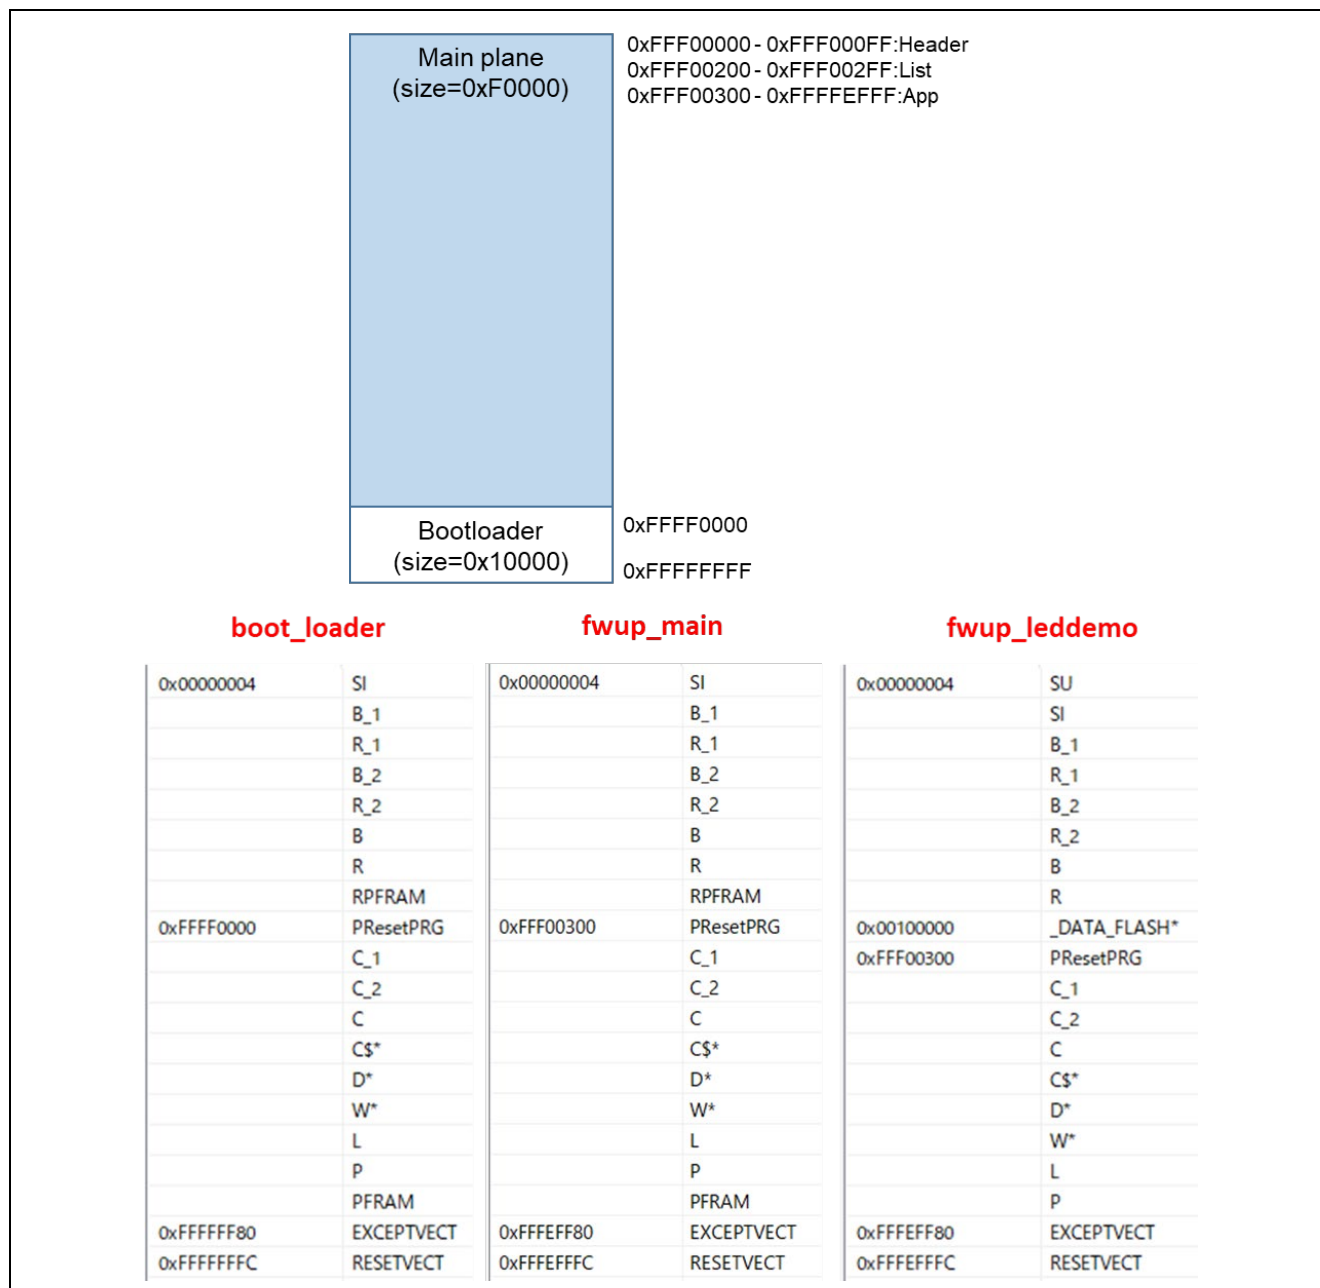 Main plane
(size=0xF0000)
0xFFF00000 - 0xFFF000FF:Header
0xFFF00200 - 0xFFF002FF:List
0xFFF00300 - 0xFFFFEFFF:App
Bootloader
(size=0x10000)
0xFFFF0000
0xFFFFFFFF
boot_loader fwup_main fwup_leddemo
0x00000004 SI 0x00000004 SI 0x00000004 SU
B_1 B_1 SI
R_1 R_1 B_1
B_2 B_2 R_1
R_2 R_2 B_2
B B R_2
R R B
RPFRAM RPFRAM R
0xFFFF0000 PResetPRG 0xFFF00300 PResetPRG 0x00100000 _DATA_FLASH*
C_1 C_1 0xFFF00300 PResetPRG
C_2 C_2 C_1
C C C_2
C$* C$* C
D* D* C$*
W* W* D*
L L W*
P P L
PFRAM PFRAM P
0xFFFFFF80 EXCEPTVECT 0xFFFEFF80 EXCEPTVECT 0xFFFEFF80 EXCEPTVECT
0xFFFFFFFC RESETVECT 0xFFFEFFFC RESETVECT 0xFFFEFFFC RESETVECT